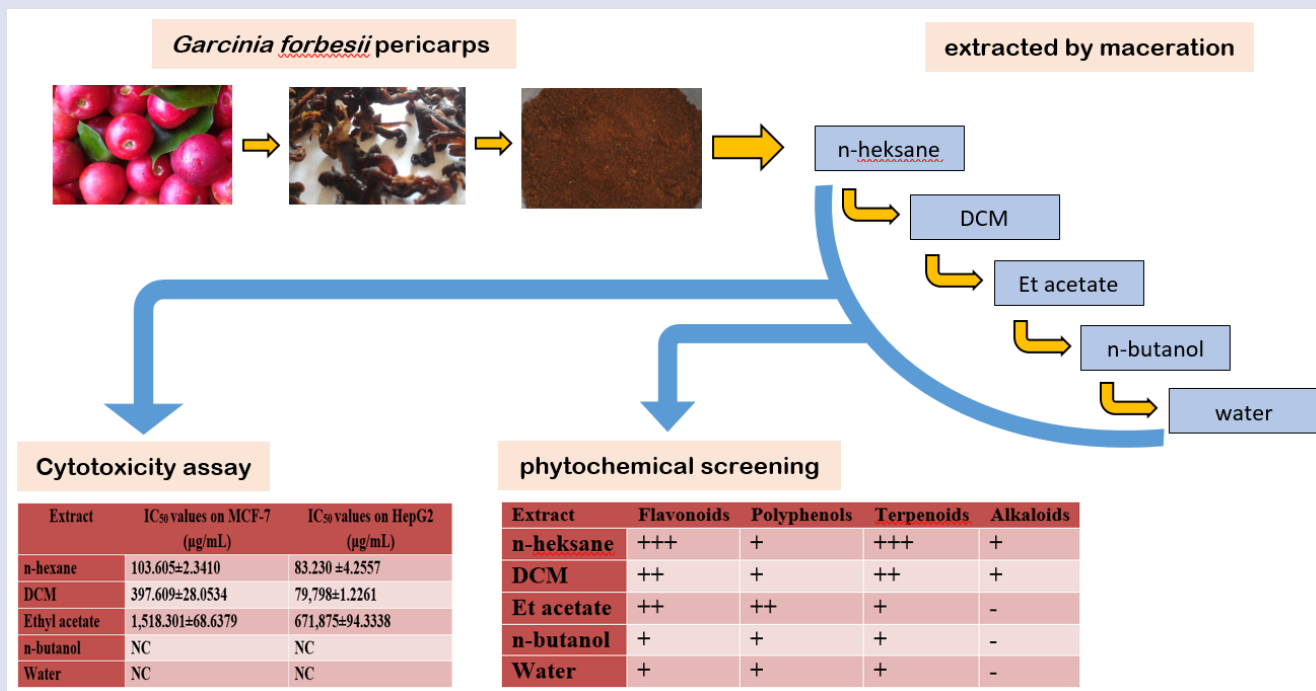 Garcinia forbesii pericarps
extracted by maceration
n-heksane
DCM
Et acetate
n-butanol
water
Cytotoxicity assay
Extract IC₅₀ values on MCF-7 IC₅₀ values on HepG2
(µg/mL) (µg/mL)
n-hexane 103.605±2.3410 83.230 ±4.2557
DCM 397.609±28.0534 79,798±1.2261
Ethyl acetate 1,518.301±68.6379 671,875±94.3338
n-butanol NC NC
Water NC NC
phytochemical screening
Extract Flavonoids Polyphenols Terpenoids Alkaloids
n-heksane +++ + +++ +
DCM ++ + ++ +
Et acetate ++ ++ + -
n-butanol + + + -
Water + + + -